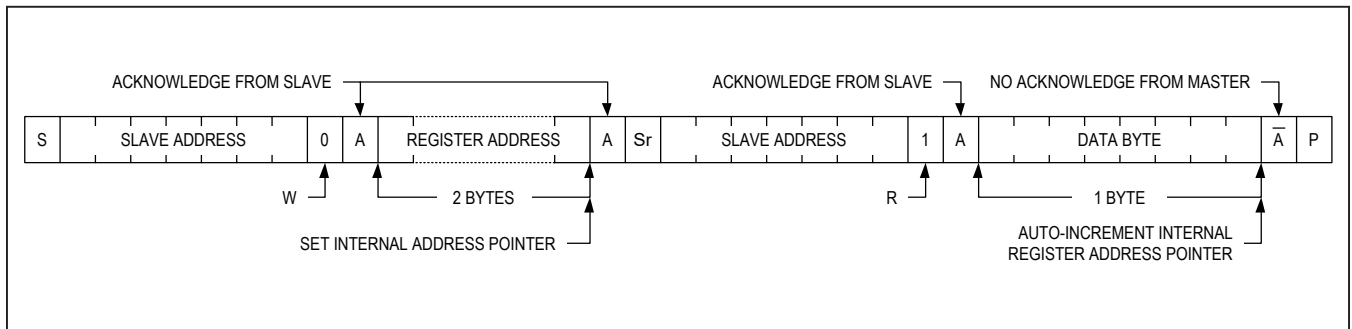 ACKNOWLEDGE FROM SLAVE ACKNOWLEDGE FROM SLAVE NO ACKNOWLEDGE FROM MASTER
S SLAVE ADDRESS 0 A REGISTER ADDRESS A Sr SLAVE ADDRESS 1 A DATA BYTE A̅ P
W 2 BYTES R 1 BYTE
SET INTERNAL ADDRESS POINTER
AUTO-INCREMENT INTERNAL
REGISTER ADDRESS POINTER